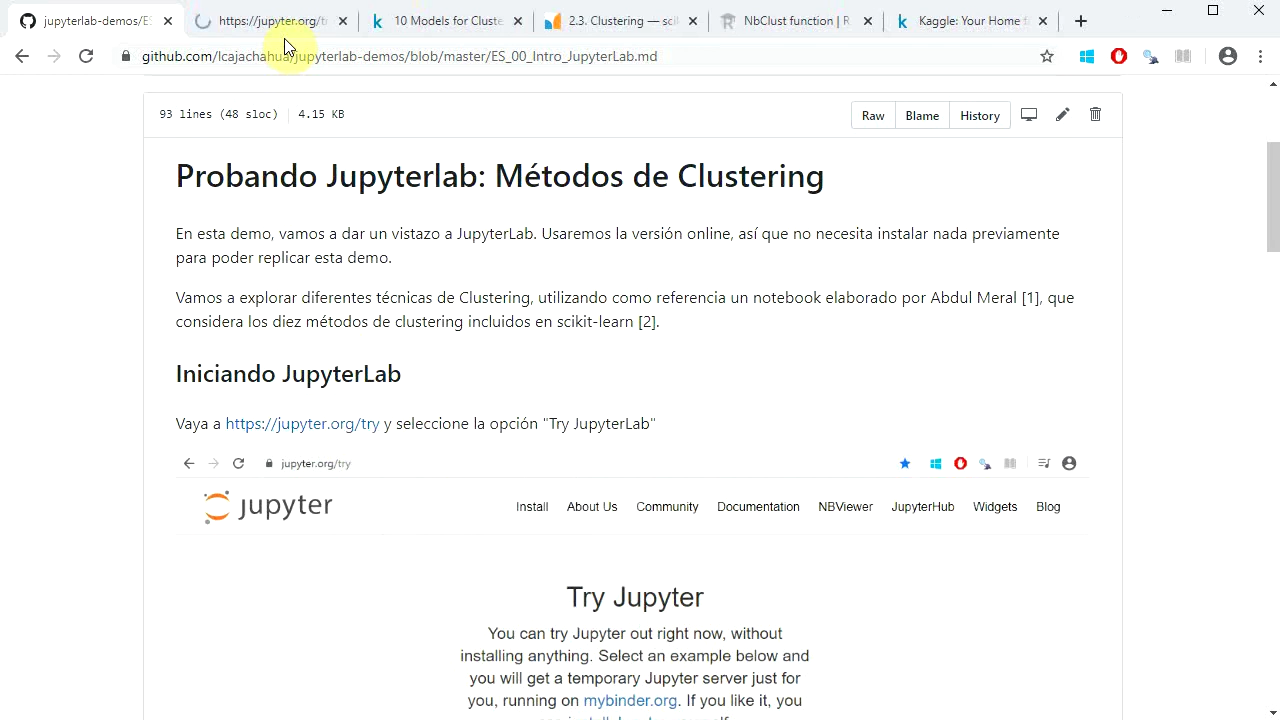 jupyterlab-demos/ES
https://jupyter.org/tr
10 Models for Cluste
2.3. Clustering — sci
NbClust function | R
Kaggle: Your Home f
github.com/lcajachahua/jupyterlab-demos/blob/master/ES_00_Intro_JupyterLab.md
93 lines (48 sloc) 4.15 KB
Raw Blame History
Probando Jupyterlab: Métodos de Clustering
En esta demo, vamos a dar un vistazo a JupyterLab. Usaremos la versión online, así que no necesita instalar nada previamente
para poder replicar esta demo.
Vamos a explorar diferentes técnicas de Clustering, utilizando como referencia un notebook elaborado por Abdul Meral [1], que
considera los diez métodos de clustering incluidos en scikit-learn [2].
Iniciando JupyterLab
Vaya a https://jupyter.org/try y seleccione la opción "Try JupyterLab"
jupyter.org/try
jupyter Install About Us Community Documentation NBViewer JupyterHub Widgets Blog
Try Jupyter
You can try Jupyter out right now, without
installing anything. Select an example below and
you will get a temporary Jupyter server just for
you, running on mybinder.org. If you like it, you